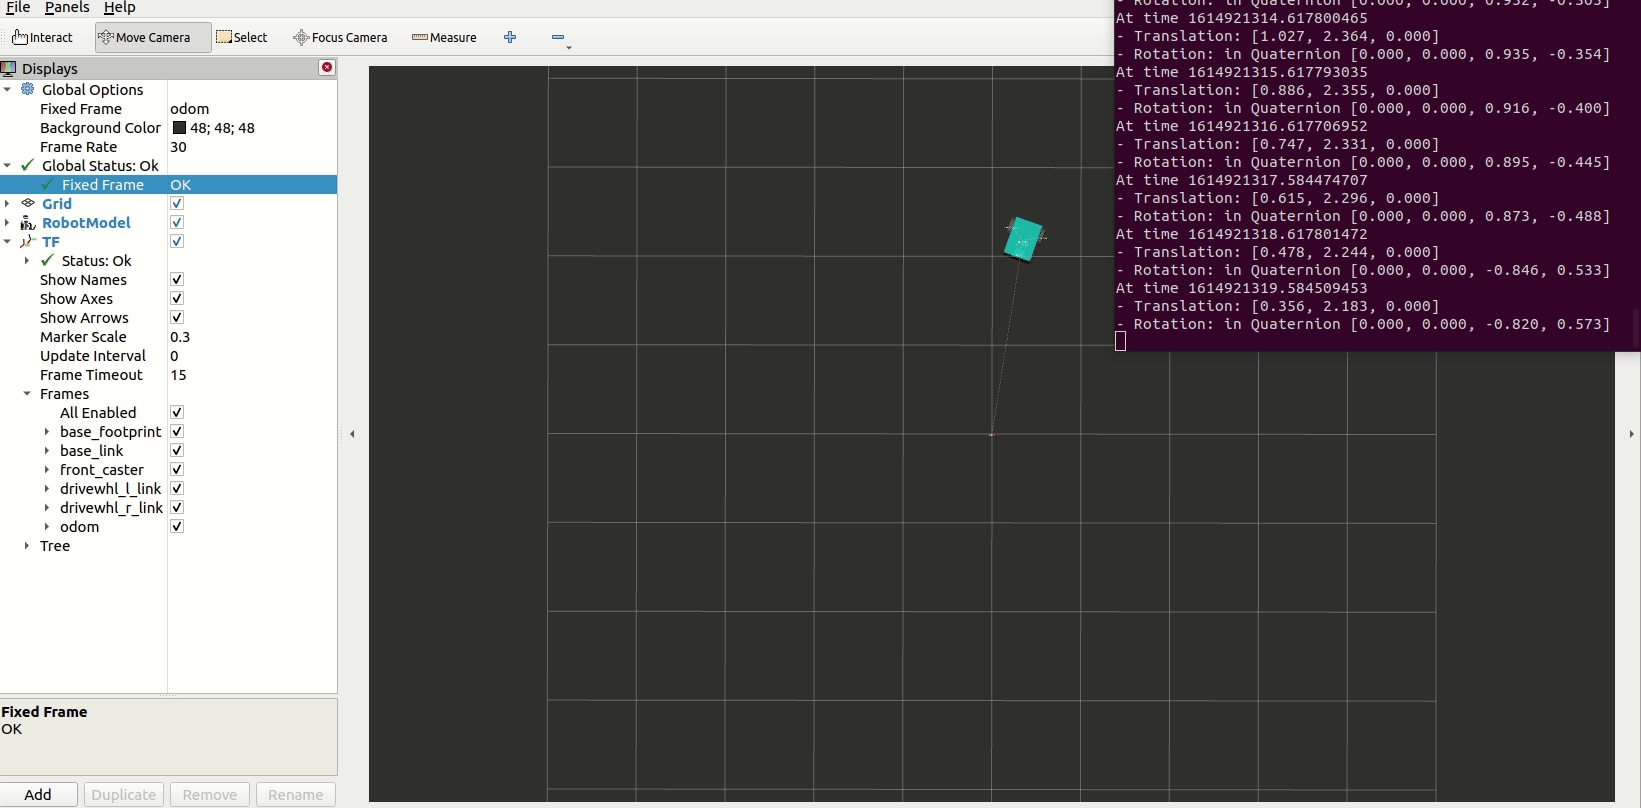 File Panels Help
Interact Move Camera Select Focus Camera Measure
Displays
Global Options
Fixed Frame odom
Background Color 48; 48; 48
Frame Rate 30
Global Status: Ok
Fixed Frame OK
Grid
RobotModel
TF
Status: Ok
Show Names
Show Axes
Show Arrows
Marker Scale 0.3
Update Interval 0
Frame Timeout 15
Frames
All Enabled
base_footprint
base_link
front_caster
drivewhl_l_link
drivewhl_r_link
odom
Tree
Fixed Frame
OK
Add Duplicate Remove Rename
- Rotation: in Quaternion [0.000, 0.000, 0.952, -0.305]
At time 1614921314.617800465
- Translation: [1.027, 2.364, 0.000]
- Rotation: in Quaternion [0.000, 0.000, 0.935, -0.354]
At time 1614921315.617793035
- Translation: [0.886, 2.355, 0.000]
- Rotation: in Quaternion [0.000, 0.000, 0.916, -0.400]
At time 1614921316.617706952
- Translation: [0.747, 2.331, 0.000]
- Rotation: in Quaternion [0.000, 0.000, 0.895, -0.445]
At time 1614921317.584474707
- Translation: [0.615, 2.296, 0.000]
- Rotation: in Quaternion [0.000, 0.000, 0.873, -0.488]
At time 1614921318.617801472
- Translation: [0.478, 2.244, 0.000]
- Rotation: in Quaternion [0.000, 0.000, -0.846, 0.533]
At time 1614921319.584509453
- Translation: [0.356, 2.183, 0.000]
- Rotation: in Quaternion [0.000, 0.000, -0.820, 0.573]